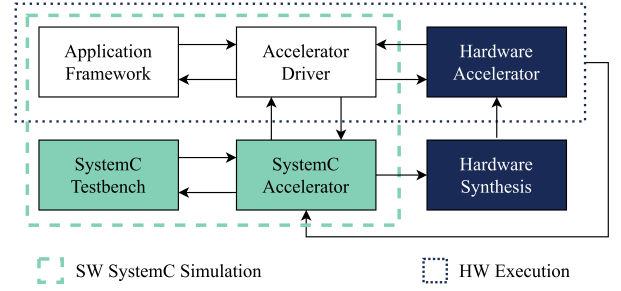 Application
Framework
Accelerator
Driver
Hardware
Accelerator
SystemC
Testbench
SystemC
Accelerator
Hardware
Synthesis
SW SystemC Simulation
HW Execution